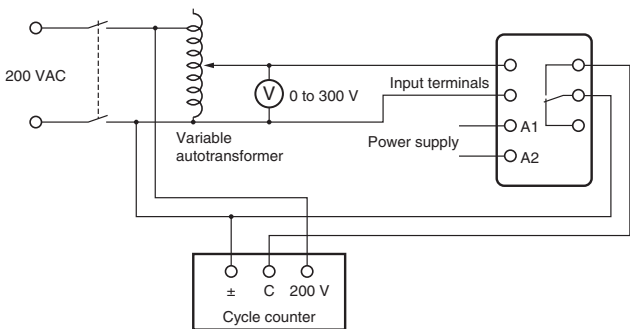 200 VAC
V
0 to 300 V
Variable
autotransformer
Input terminals
Power supply
A1
A2
± C 200 V
Cycle counter